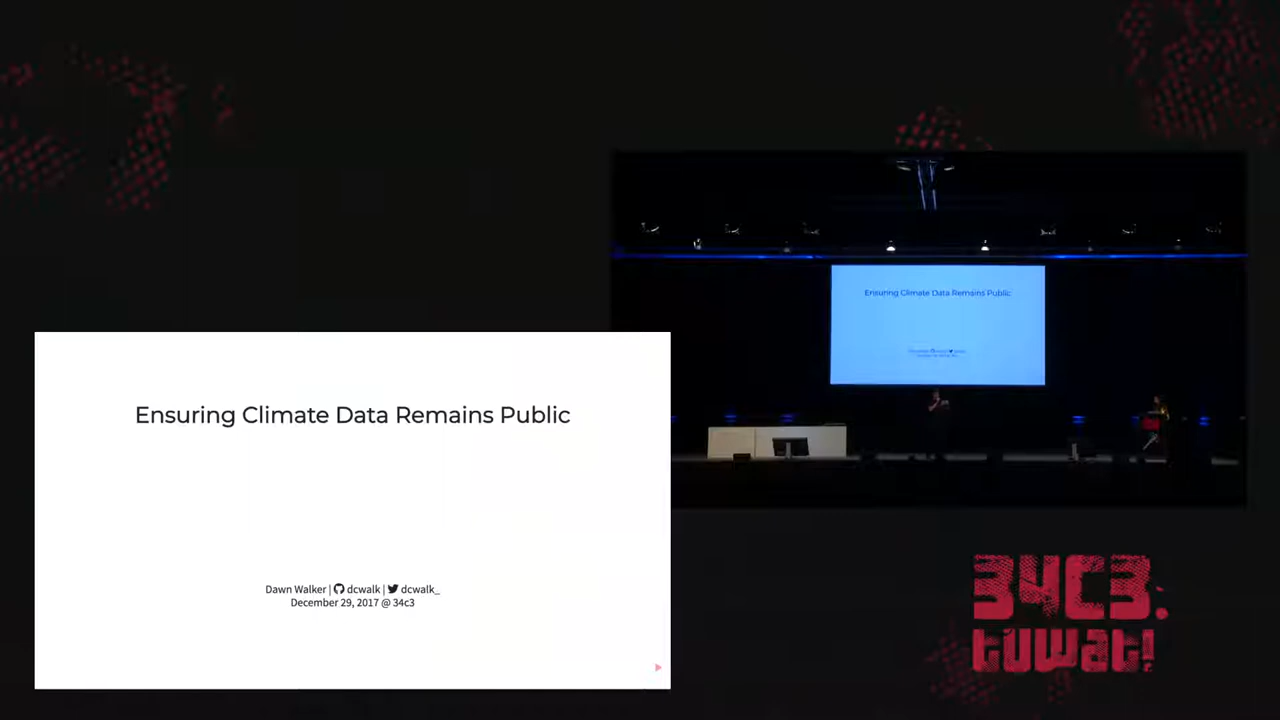 Ensuring Climate Data Remains Public
Dawn Walker | dcwalk | dcwalk_
December 29, 2017 @ 34c3
Ensuring Climate Data Remains Public
34C3:
tuwat!